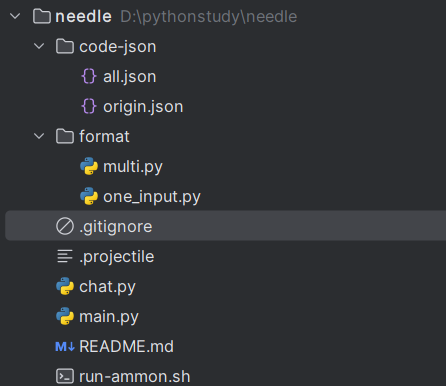 needle D:\pythonstudy\needle
code-json
{} all.json
{} origin.json
format
multi.py
one_input.py
.gitignore
.projectile
chat.py
main.py
M↓ README.md
run-ammon.sh